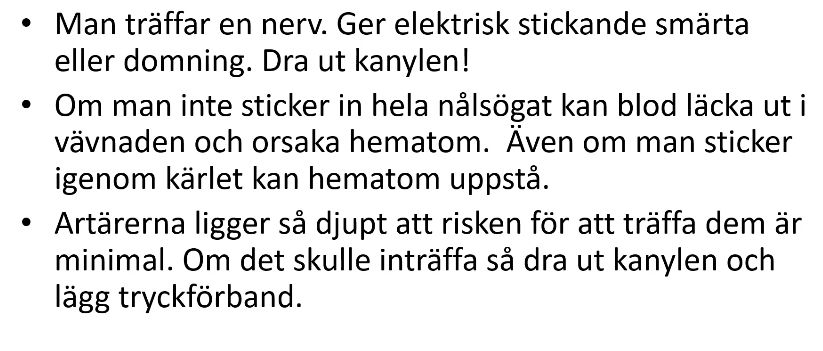 • Man träffar en nerv. Ger elektrisk stickande smärta
eller domning. Dra ut kanylen!
• Om man inte sticker in hela nålsögat kan blod läcka ut i
vävnaden och orsaka hematom.  Även om man sticker
igenom kärlet kan hematom uppstå.
• Artärerna ligger så djupt att risken för att träffa dem är
minimal. Om det skulle inträffa så dra ut kanylen och
lägg tryckförband.